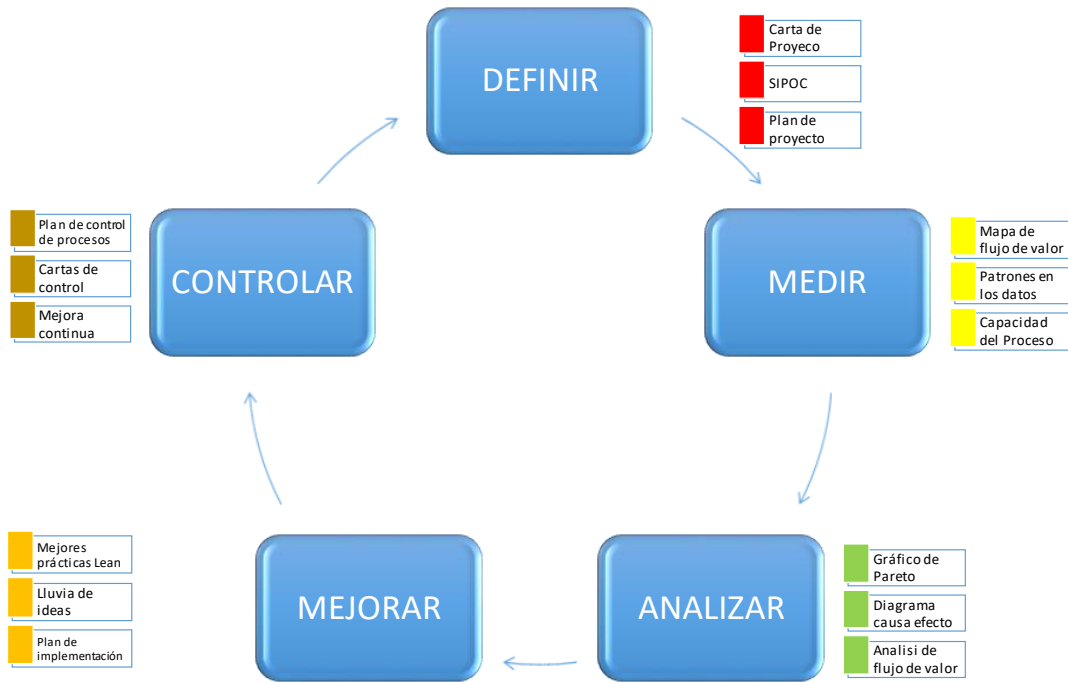 DEFINIR
Carta de
Proyeco
SIPOC
Plan de
proyecto
MEDIR
Mapa de
flujo de valor
Patrones en
los datos
Capacidad
del Proceso
ANALIZAR
Gráfico de
Pareto
Diagrama
causa efecto
Analisi de
flujo de valor
MEJORAR
Mejores
prácticas Lean
Lluvia de
ideas
Plan de
implementación
CONTROLAR
Plan de control
de procesos
Cartas de
control
Mejora
continua